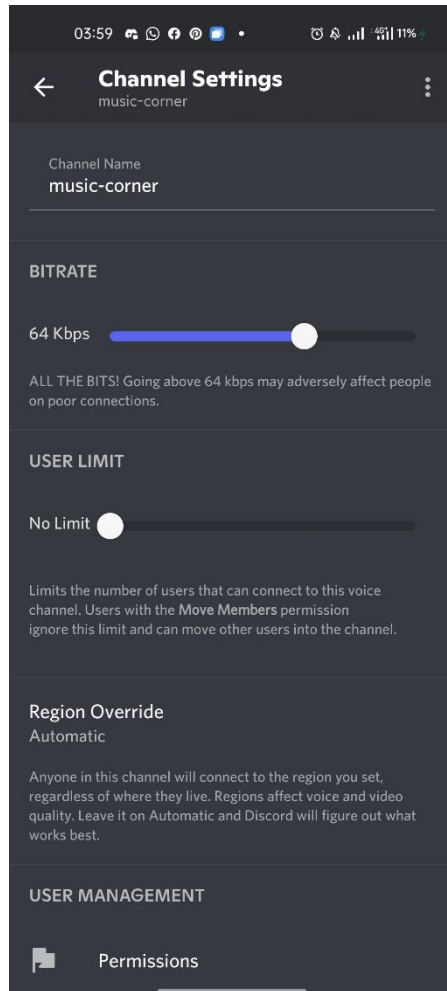 03:59
4G 11%
Channel Settings
music-corner
Channel Name
music-corner
BITRATE
64 Kbps
ALL THE BITS! Going above 64 kbps may adversely affect people
on poor connections.
USER LIMIT
No Limit
Limits the number of users that can connect to this voice
channel. Users with the Move Members permission
ignore this limit and can move other users into the channel.
Region Override
Automatic
Anyone in this channel will connect to the region you set,
regardless of where they live. Regions affect voice and video
quality. Leave it on Automatic and Discord will figure out what
works best.
USER MANAGEMENT
Permissions